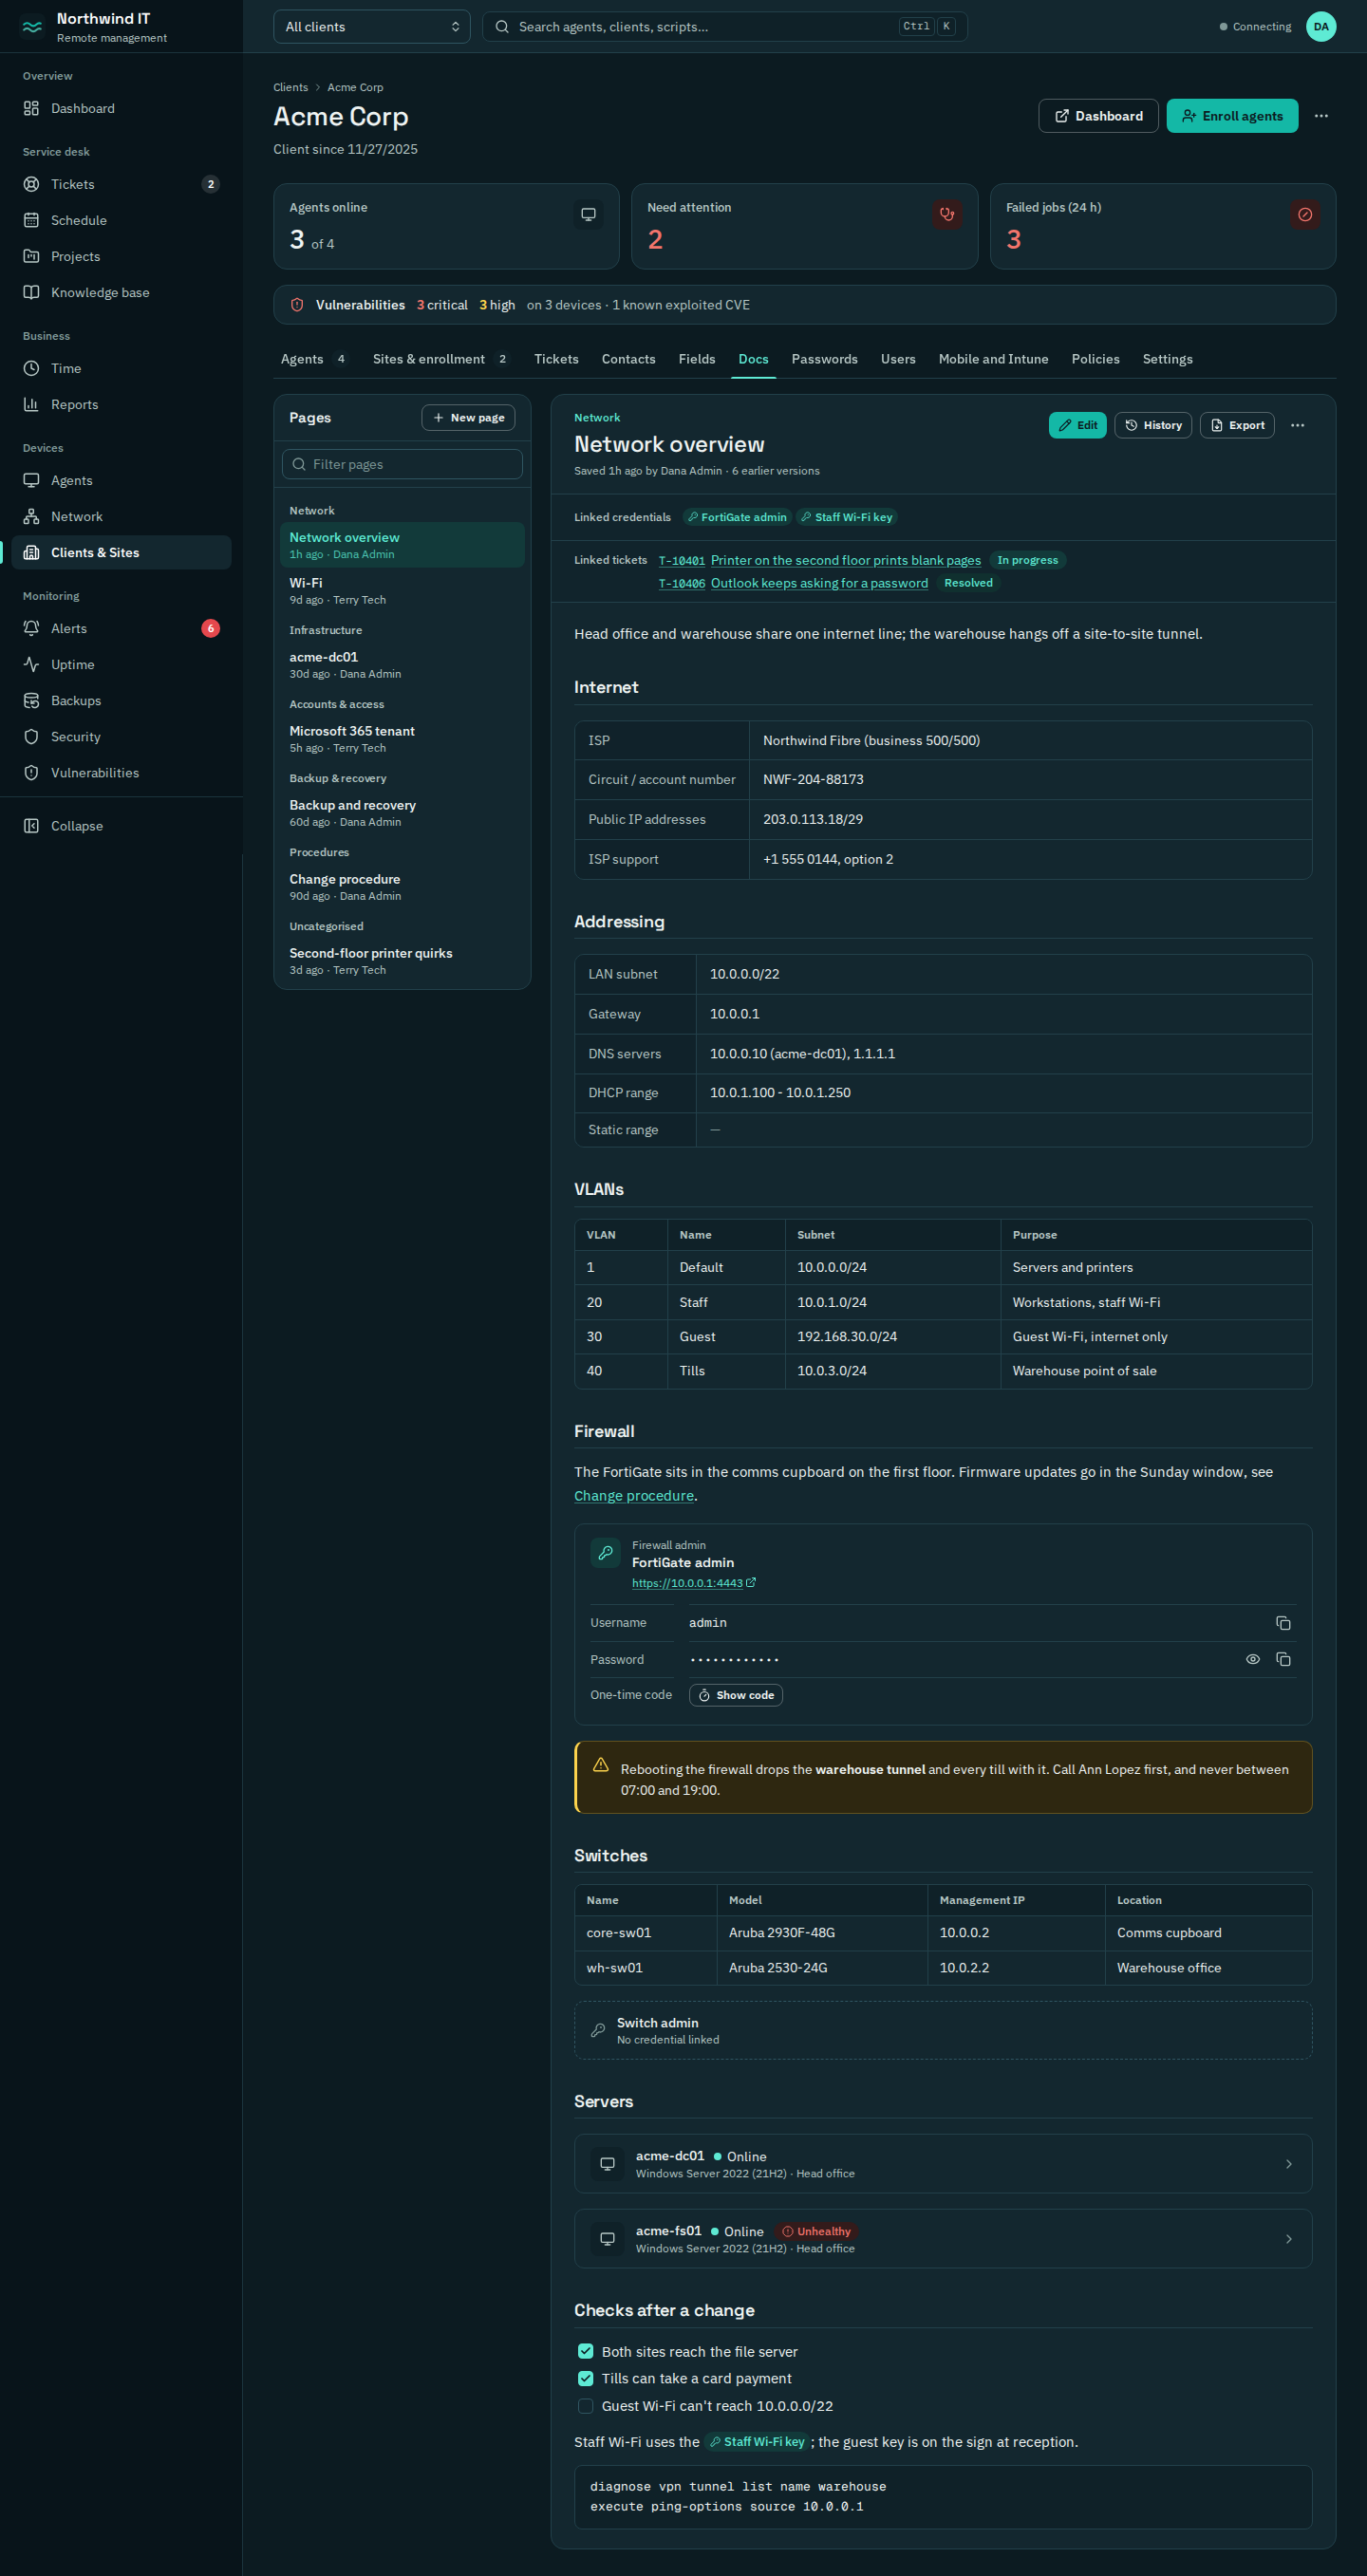 Northwind IT
Remote management
All clients
Search agents, clients, scripts...
Ctrl K
Connecting
DA
Overview
Dashboard
Service desk
Tickets 2
Schedule
Projects
Knowledge base
Business
Time
Reports
Devices
Agents
Network
Clients & Sites
Monitoring
Alerts 6
Uptime
Backups
Security
Vulnerabilities
Collapse
Clients > Acme Corp
Acme Corp
Client since 11/27/2025
Dashboard
Enroll agents
Agents online
3 of 4
Need attention
2
Failed jobs (24 h)
3
Vulnerabilities 3 critical 3 high on 3 devices · 1 known exploited CVE
Agents 4 Sites & enrollment 2 Tickets Contacts Fields Docs Passwords Users Mobile and Intune Policies Settings
Pages
New page
Filter pages
Network
Network overview
1h ago · Dana Admin
Wi-Fi
9d ago · Terry Tech
Infrastructure
acme-dc01
30d ago · Dana Admin
Accounts & access
Microsoft 365 tenant
5h ago · Terry Tech
Backup & recovery
Backup and recovery
60d ago · Dana Admin
Procedures
Change procedure
90d ago · Dana Admin
Uncategorised
Second-floor printer quirks
3d ago · Terry Tech
Network
Network overview
Saved 1h ago by Dana Admin · 6 earlier versions
Edit
History
Export
Linked credentials FortiGate admin Staff Wi-Fi key
Linked tickets T-10401 Printer on the second floor prints blank pages In progress
T-10406 Outlook keeps asking for a password Resolved
Head office and warehouse share one internet line; the warehouse hangs off a site-to-site tunnel.
Internet
ISP Northwind Fibre (business 500/500)
Circuit / account number NWF-204-88173
Public IP addresses 203.0.113.18/29
ISP support +1 555 0144, option 2
Addressing
LAN subnet 10.0.0.0/22
Gateway 10.0.0.1
DNS servers 10.0.0.10 (acme-dc01), 1.1.1.1
DHCP range 10.0.1.100 - 10.0.1.250
Static range —
VLANs
VLAN Name Subnet Purpose
1 Default 10.0.0.0/24 Servers and printers
20 Staff 10.0.1.0/24 Workstations, staff Wi-Fi
30 Guest 192.168.30.0/24 Guest Wi-Fi, internet only
40 Tills 10.0.3.0/24 Warehouse point of sale
Firewall
The FortiGate sits in the comms cupboard on the first floor. Firmware updates go in the Sunday window, see
Change procedure.
Firewall admin
FortiGate admin
https://10.0.0.1:4443
Username admin
Password ••••••••••••
One-time code Show code
Rebooting the firewall drops the warehouse tunnel and every till with it. Call Ann Lopez first, and never between
07:00 and 19:00.
Switches
Name Model Management IP Location
core-sw01 Aruba 2930F-48G 10.0.0.2 Comms cupboard
wh-sw01 Aruba 2530-24G 10.0.2.2 Warehouse office
Switch admin
No credential linked
Servers
acme-dc01 Online
Windows Server 2022 (21H2) · Head office
acme-fs01 Online Unhealthy
Windows Server 2022 (21H2) · Head office
Checks after a change
Both sites reach the file server
Tills can take a card payment
Guest Wi-Fi can't reach 10.0.0.0/22
Staff Wi-Fi uses the Staff Wi-Fi key; the guest key is on the sign at reception.
diagnose vpn tunnel list name warehouse
execute ping-options source 10.0.0.1